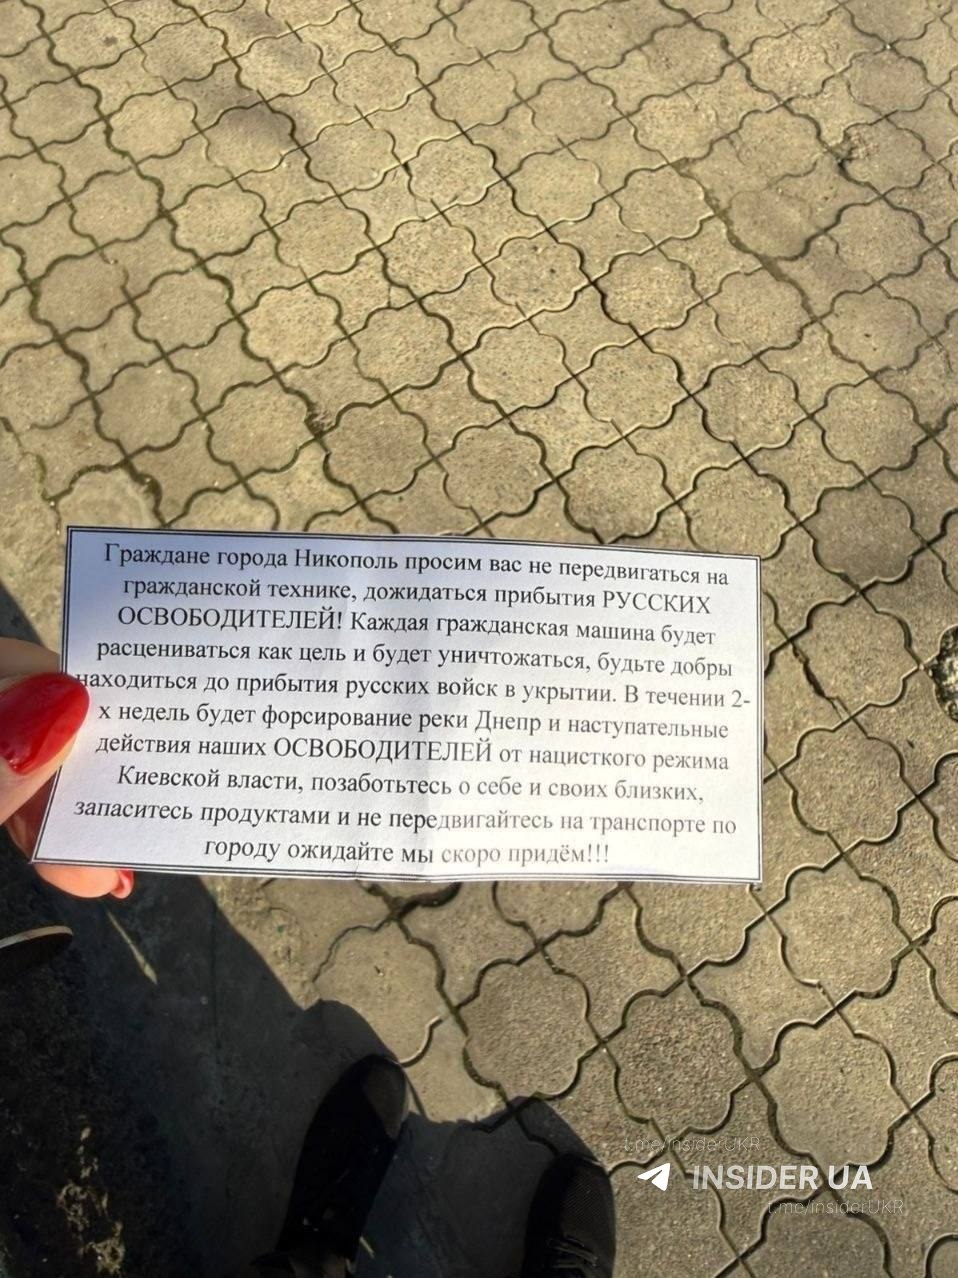 Граждане города Никополь просим вас не передвигаться на
гражданской технике, дожидаться прибытия РУССКИХ
ОСВОБОДИТЕЛЕЙ! Каждая гражданская машина будет
расцениваться как цель и будет уничтожаться, будьте добры
находиться до прибытия русских войск в укрытии. В течении 2-
х недель будет форсирование реки Днепр и наступательные
действия наших ОСВОБОДИТЕЛЕЙ от нацисткого режима
Киевской власти, позаботьтесь о себе и своих близких,
запаситесь продуктами и не передвигайтесь на транспорте по
городу ожидайте мы скоро придём!!!
t.me/insiderUKR
INSIDER UA
t.me/insiderUKR